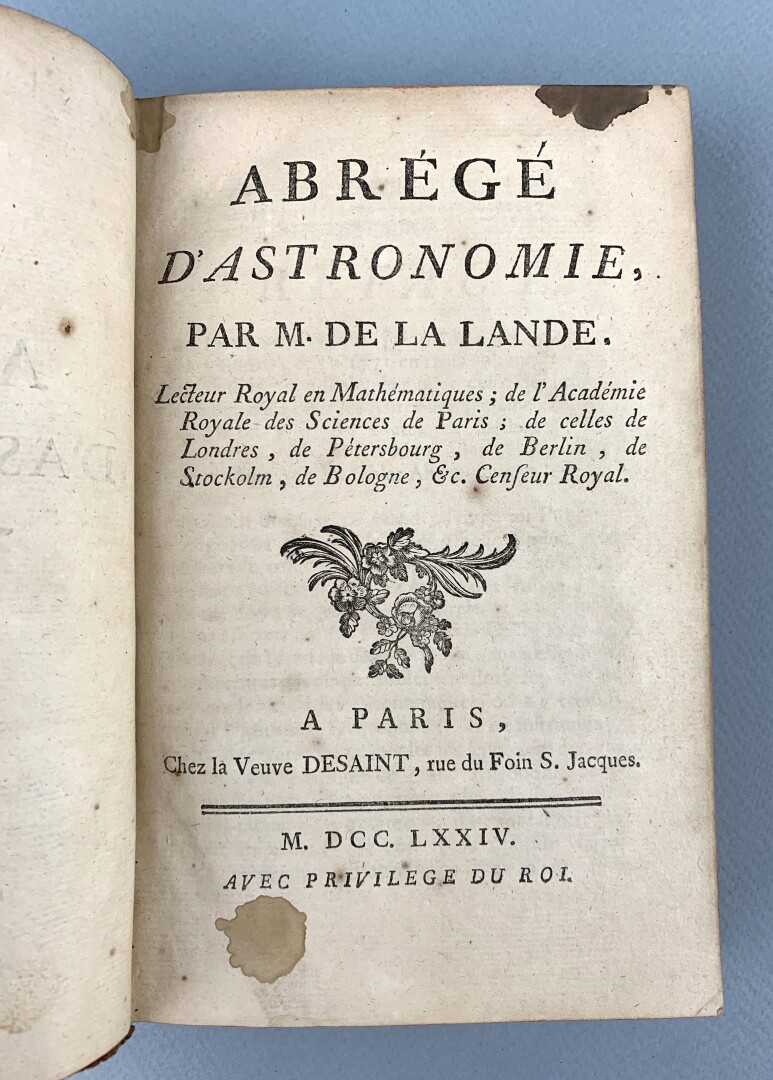 ABRÉGÉ
D'ASTRONOMIE,
PAR M. DE LA LANDE.
Lecteur Royal en Mathématiques ; de l'Académie
Royale des Sciences de Paris ; de celles de
Londres , de Pétersbourg , de Berlin , de
Stockolm , de Bologne , &c. Cenſeur Royal.
A PARIS ,
Chez la Veuve DESAINT , rue du Foin S. Jacques.
M. DCC. LXXIV.
AVEC PRIVILEGE DU ROI.